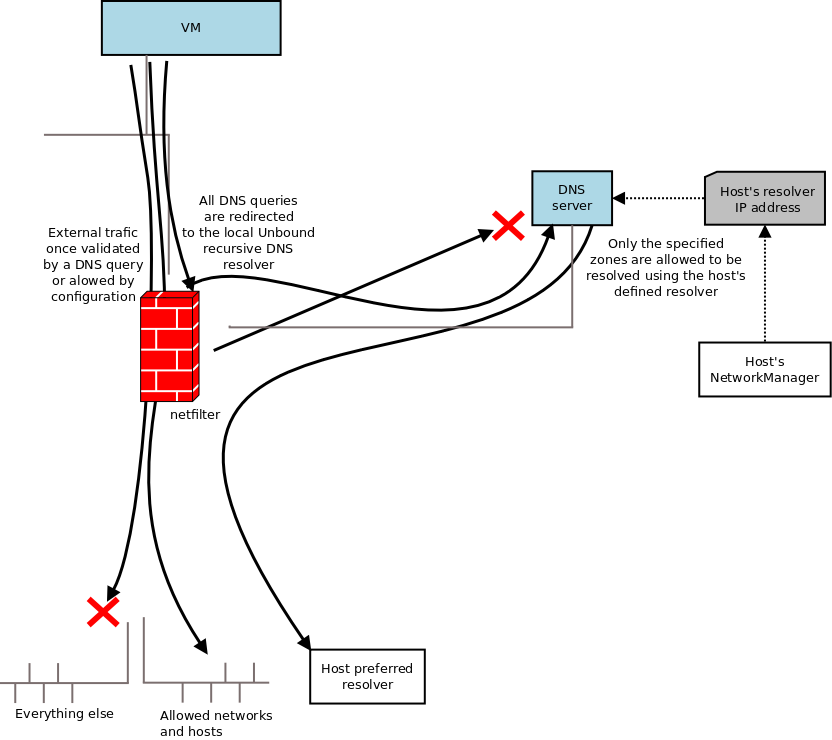 VM
All DNS queries
are redirected
to the local Unbound
recursive DNS
resolver
External trafic
once validated
by a DNS query
or alowed by
configuration
DNS
server
Host's resolver
IP address
Only the specified
zones are allowed to be
resolved using the host's
defined resolver
Host's
NetworkManager
netfilter
Host preferred
resolver
Everything else
Allowed networks
and hosts